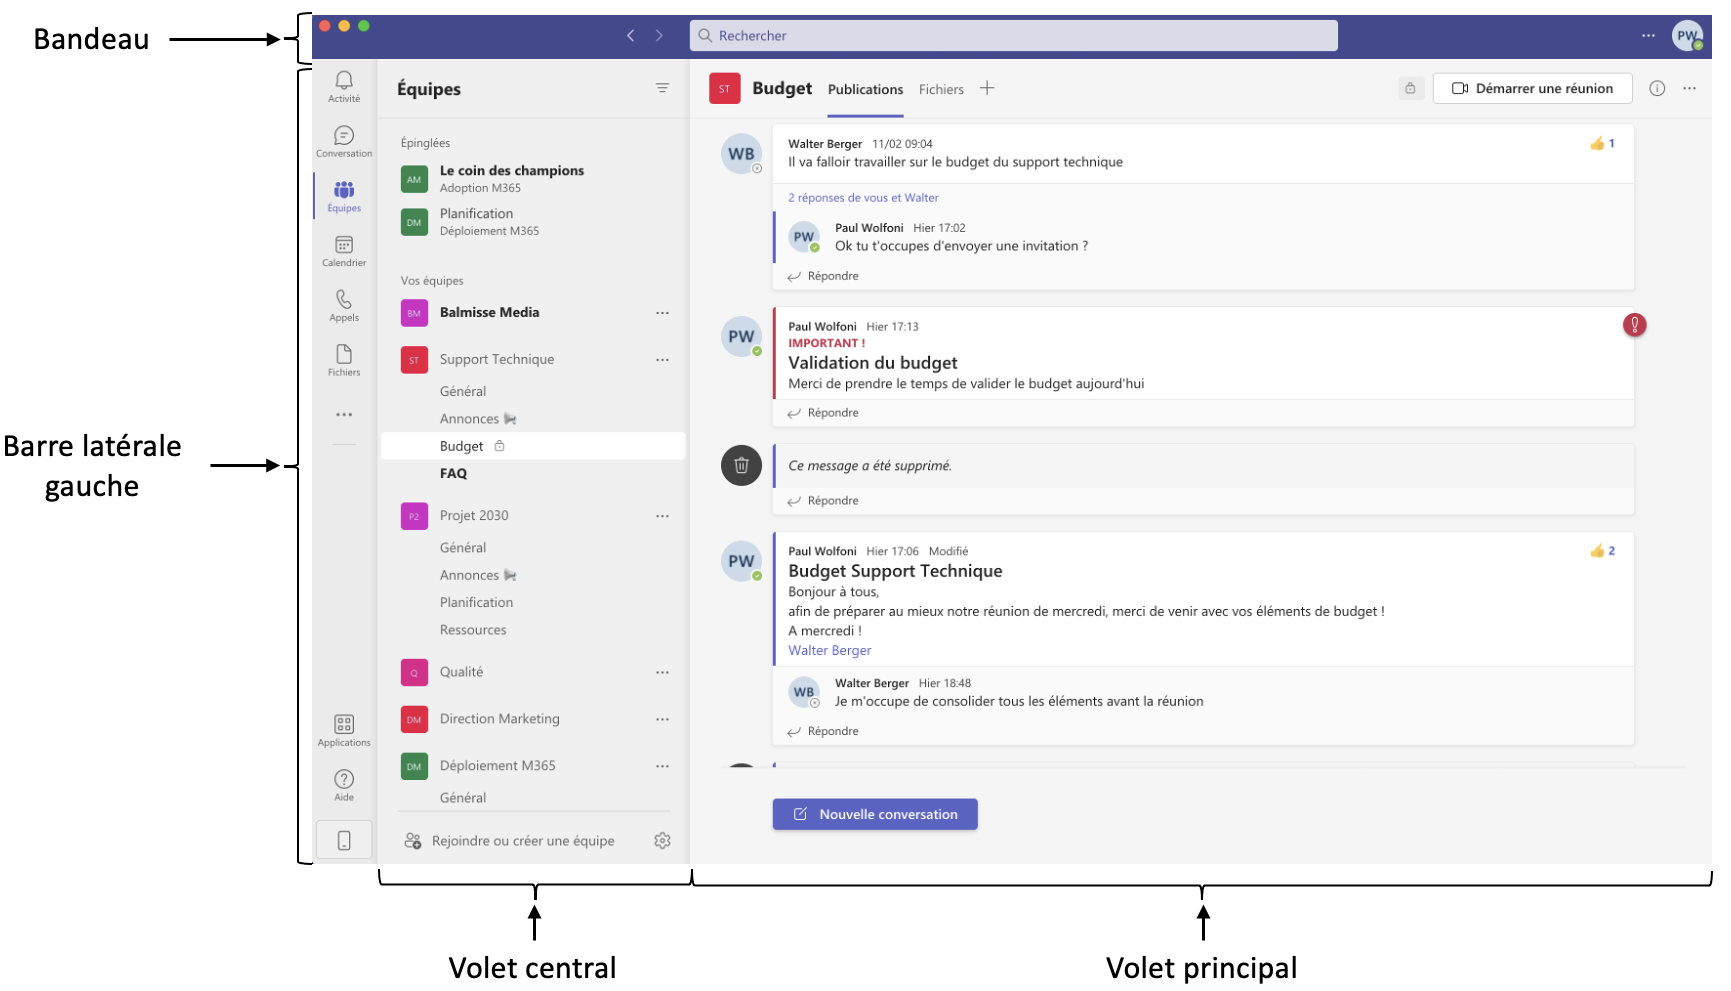 Bandeau
Rechercher
PW
Activité
Conversation
Équipes
Calendrier
Appels
Fichiers
Barre latérale
gauche
Applications
Aide
Équipes
Épinglées
AM
Le coin des champions
Adoption M365
DM
Planification
Déploiement M365
Vos équipes
BM
Balmisse Media
ST
Support Technique
Général
Annonces
Budget
FAQ
P2
Projet 2030
Général
Annonces
Planification
Ressources
Q
Qualité
DM
Direction Marketing
DM
Déploiement M365
Général
Rejoindre ou créer une équipe
ST
Budget Publications Fichiers
Démarrer une réunion
WB
Walter Berger 11/02 09:04
1
Il va falloir travailler sur le budget du support technique
2 réponses de vous et Walter
PW
Paul Wolfoni Hier 17:02
Ok tu t'occupes d'envoyer une invitation ?
Répondre
PW
Paul Wolfoni Hier 17:13
IMPORTANT !
Validation du budget
Merci de prendre le temps de valider le budget aujourd'hui
Répondre
Ce message a été supprimé.
Répondre
PW
Paul Wolfoni Hier 17:06 Modifié
2
Budget Support Technique
Bonjour à tous,
afin de préparer au mieux notre réunion de mercredi, merci de venir avec vos éléments de budget !
A mercredi !
Walter Berger
WB
Walter Berger Hier 18:48
Je m'occupe de consolider tous les éléments avant la réunion
Répondre
Nouvelle conversation
Volet central
Volet principal